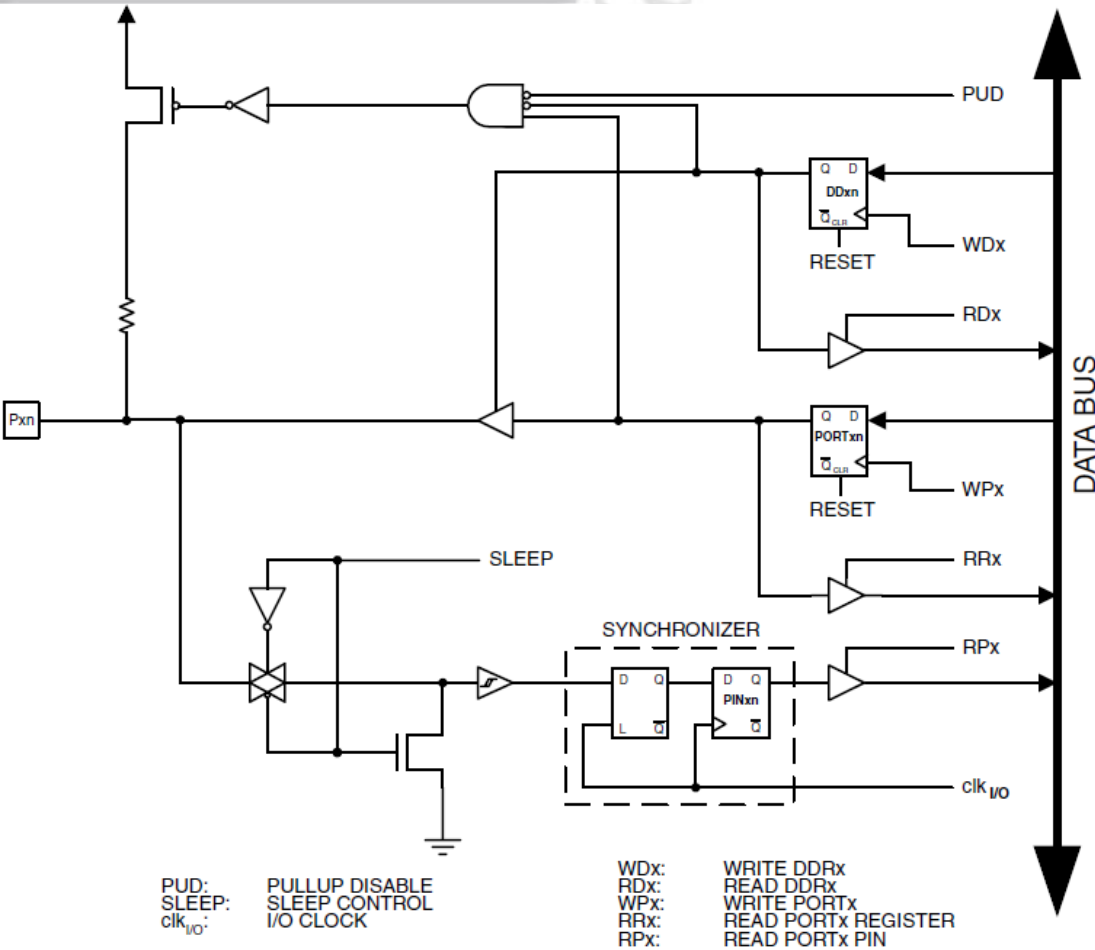 PUD
Q D
DDxn
Q CLR
WDx
RESET
RDx
Pxn
Q D
PORTxn
Q CLR
WPx
RESET
DATA BUS
SLEEP
RRx
SYNCHRONIZER
RPx
D Q
L Q
D Q
PINxn
Q
clk I/O
PUD: PULLUP DISABLE
SLEEP: SLEEP CONTROL
clkI/O: I/O CLOCK
WDx: WRITE DDRx
RDx: READ DDRx
WPx: WRITE PORTx
RRx: READ PORTx REGISTER
RPx: READ PORTx PIN